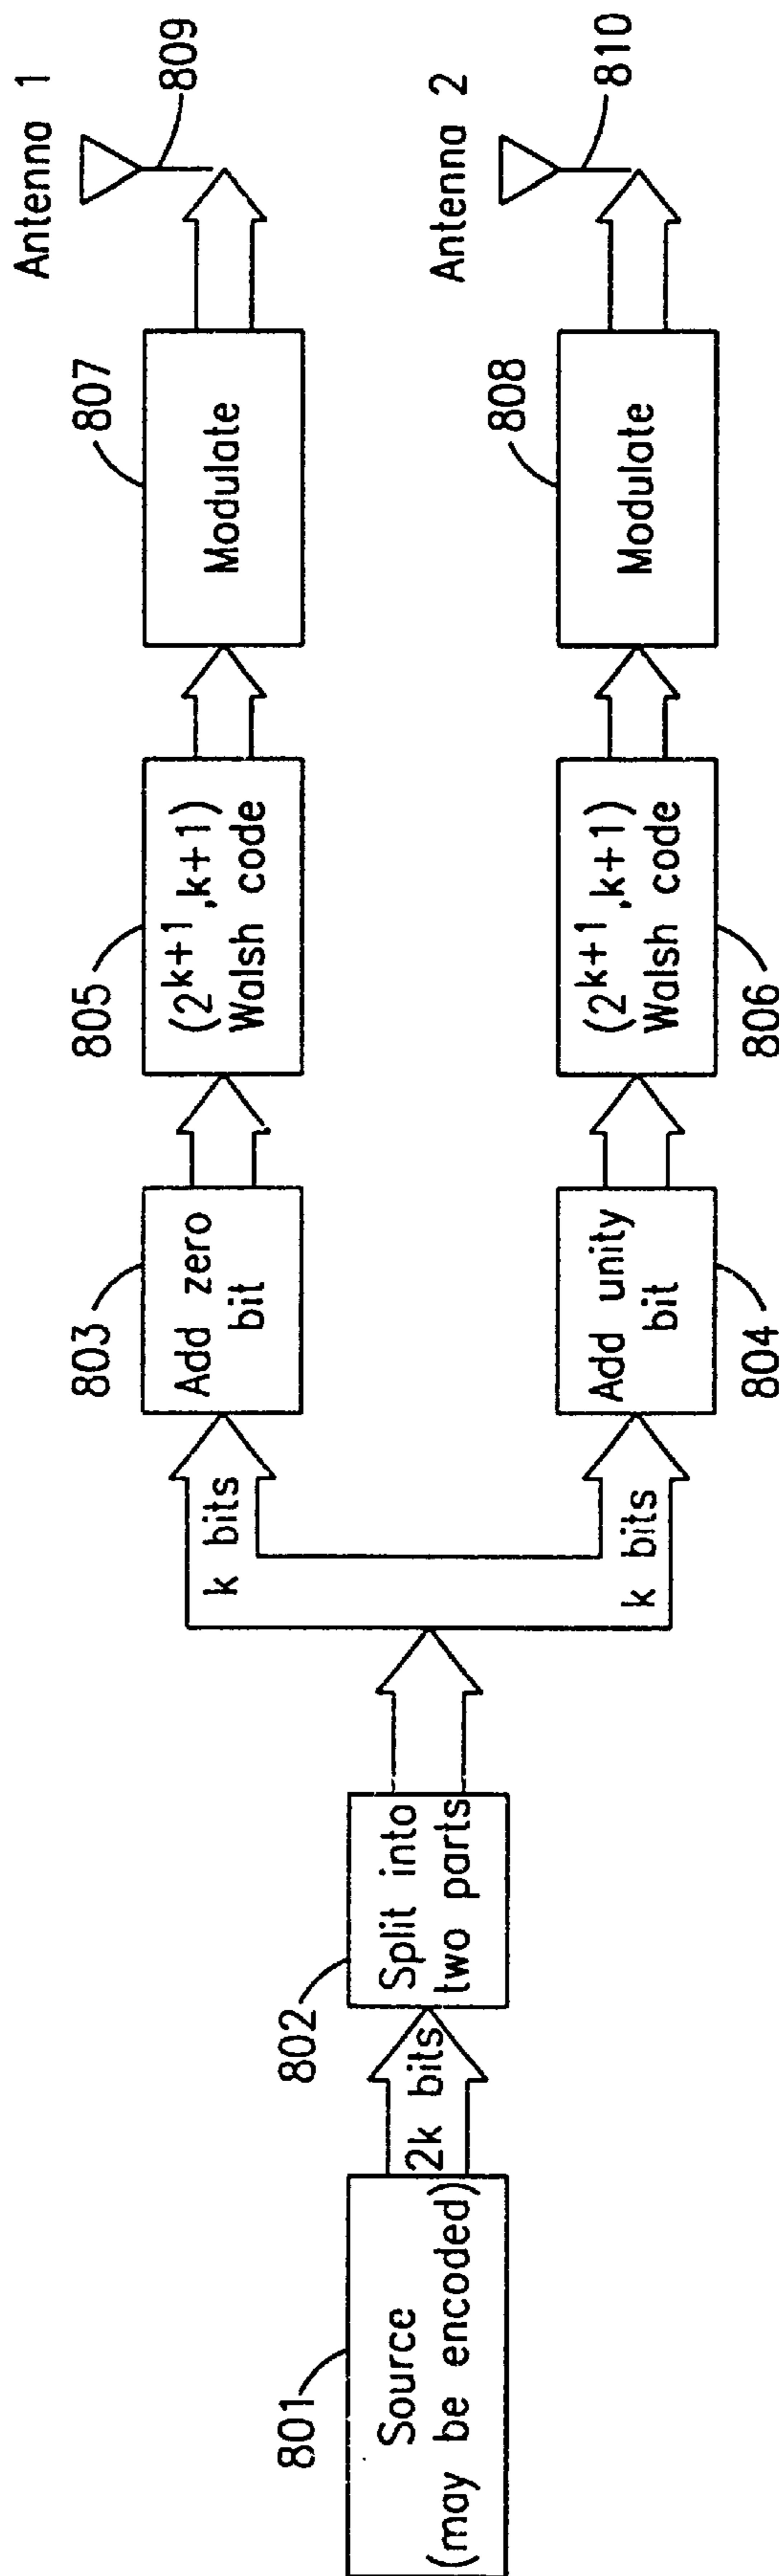 801
Source
(may be encoded)
2k bits
802
Split into
two parts
k bits
k bits
803
Add zero
bit
805
(2^{k+1},k+1)
Walsh code
807
Modulate
Antenna 1
809
Add unity
bit
804
(2^{k+1},k+1)
Walsh code
806
808
Modulate
Antenna 2
810